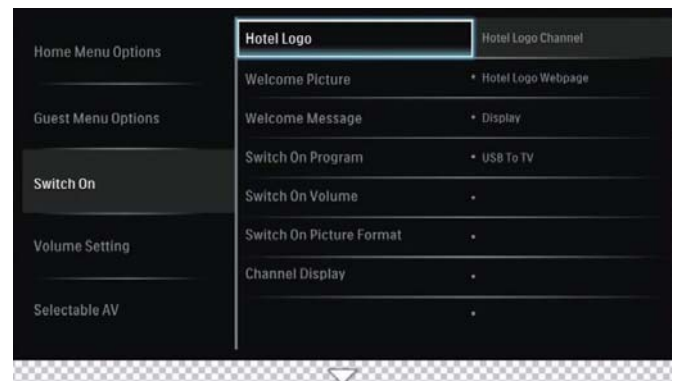 Home Menu Options
Guest Menu Options
Switch On
Volume Setting
Selectable AV
Hotel Logo
Welcome Picture
Welcome Message
Switch On Program
Switch On Volume
Switch On Picture Format
Channel Display
Hotel Logo Channel
• Hotel Logo Webpage
• Display
• USB To TV
•
•
•
•